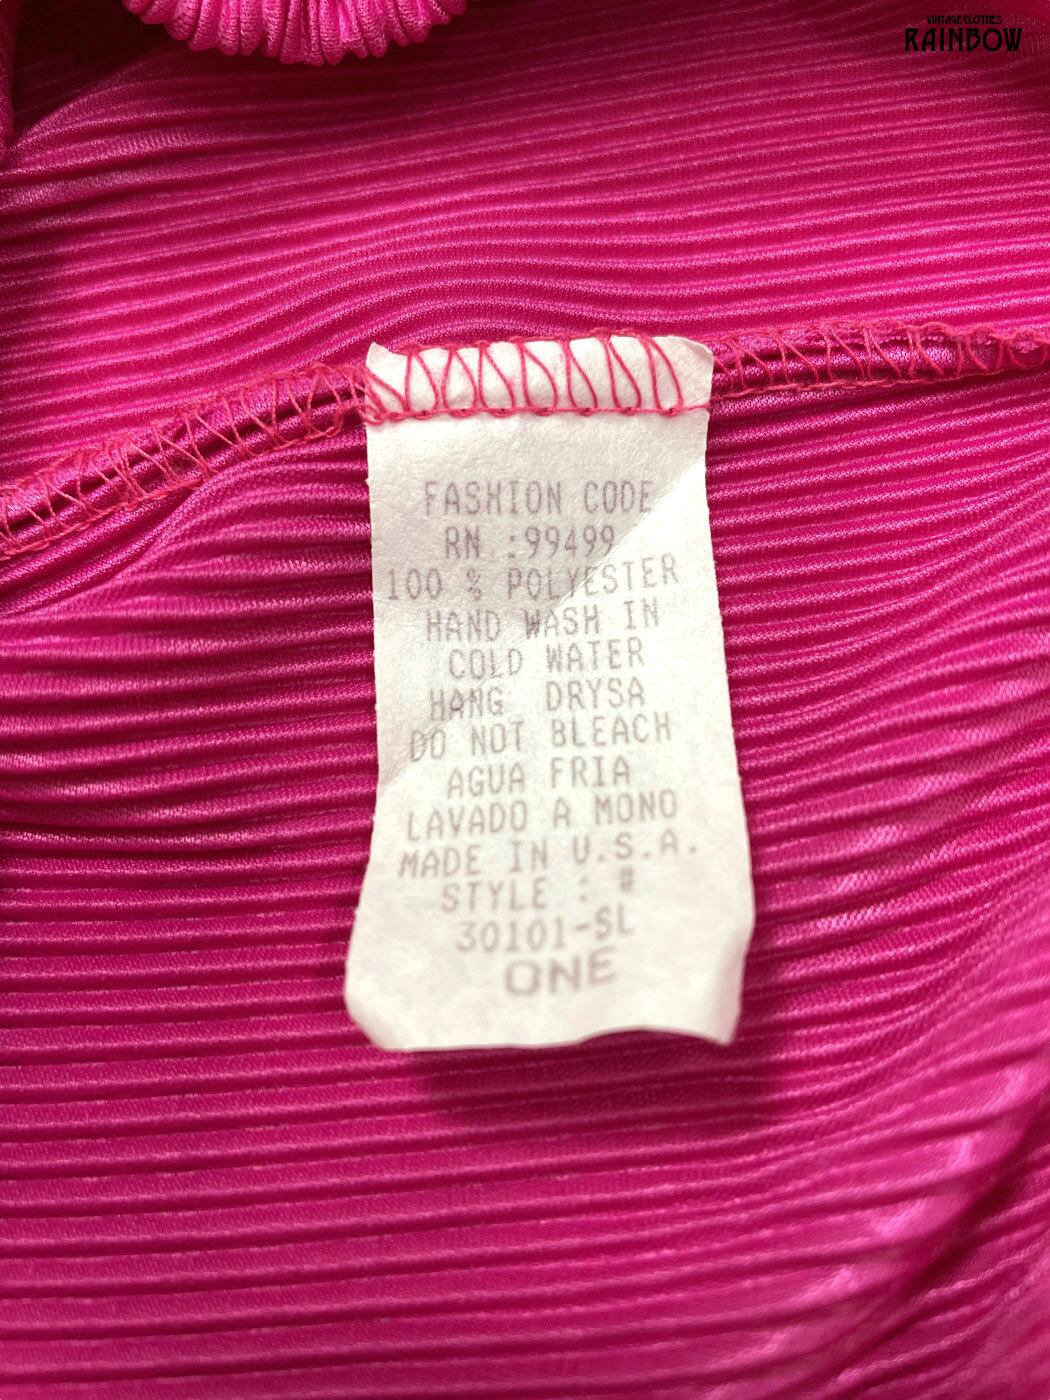 VINTAGE CLOTHES
RAINBOW
FASHION CODE
RN :99499
100 % POLYESTER
HAND WASH IN
COLD WATER
HANG DRYSA
DO NOT BLEACH
AGUA FRIA
LAVADO A MONO
MADE IN U.S.A.
STYLE : #
30101-SL
ONE